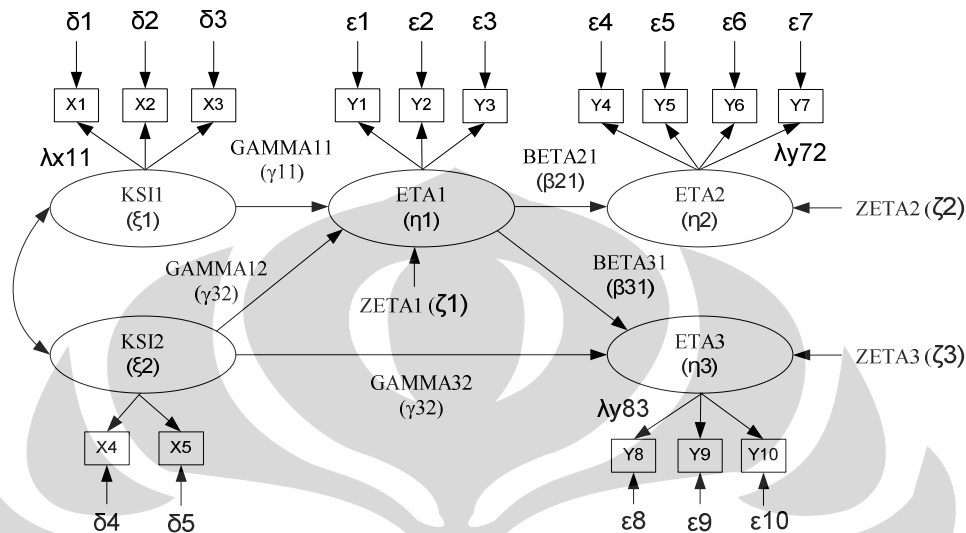 δ1 δ2 δ3 ε1 ε2 ε3 ε4 ε5 ε6 ε7
X1 X2 X3 Y1 Y2 Y3 Y4 Y5 Y6 Y7
λx11 λy72
GAMMA11
(γ11)
BETA21
(β21)
KSI1
(ξ1)
ETA1
(η1)
ETA2
(η2)
ZETA2 (ζ2)
GAMMA12
(γ32)
ZETA1 (ζ1)
BETA31
(β31)
KSI2
(ξ2)
ETA3
(η3)
ZETA3 (ζ3)
GAMMA32
(γ32)
λy83
X4 X5 Y8 Y9 Y10
δ4 δ5 ε8 ε9 ε10